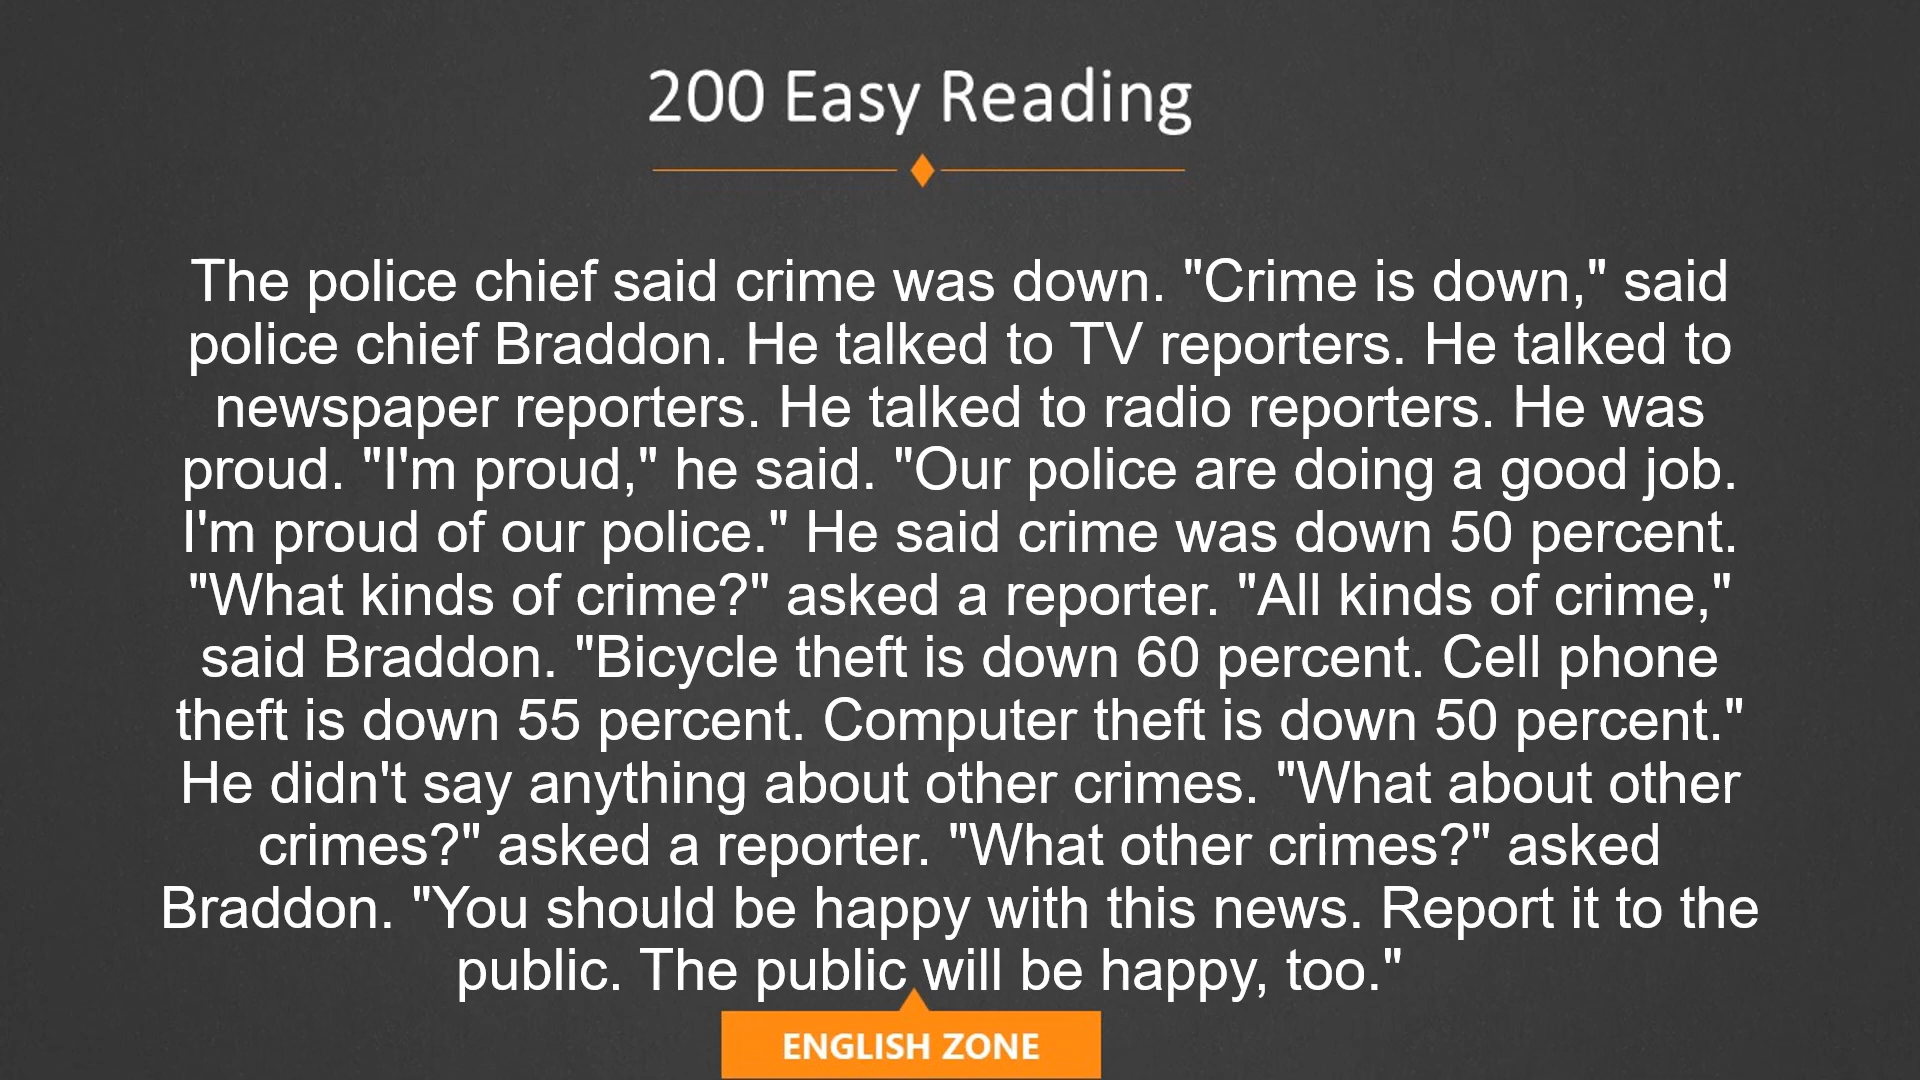 200 Easy Reading
The police chief said crime was down. "Crime is down," said
police chief Braddon. He talked to TV reporters. He talked to
newspaper reporters. He talked to radio reporters. He was
proud. "I'm proud," he said. "Our police are doing a good job.
I'm proud of our police." He said crime was down 50 percent.
"What kinds of crime?" asked a reporter. "All kinds of crime,"
said Braddon. "Bicycle theft is down 60 percent. Cell phone
theft is down 55 percent. Computer theft is down 50 percent."
He didn't say anything about other crimes. "What about other
crimes?" asked a reporter. "What other crimes?" asked
Braddon. "You should be happy with this news. Report it to the
public. The public will be happy, too."
ENGLISH ZONE